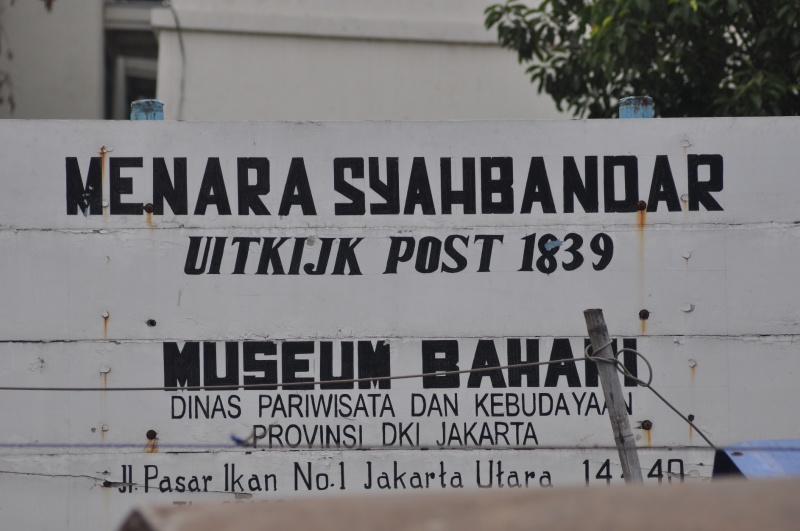 MENARA SYAHBANDAR
UITKIJK POST 1839
MUSEUM BAHARI
DINAS PARIWISATA DAN KEBUDAYAAN
PROVINSI DKI JAKARTA
Jl. Pasar Ikan No.1 Jakarta Utara 14440